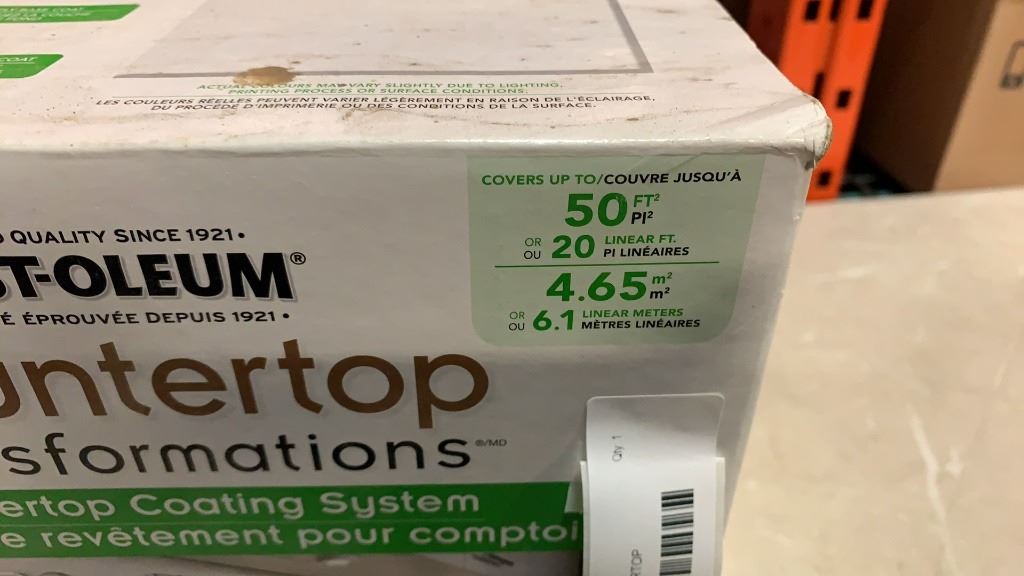 COAT
ACTUAL COLOURS MAY VARY SLIGHTLY DUE TO LIGHTING,
PRINTING PROCESS OR SURFACE CONDITIONS.
LES COULEURS RÉELLES PEUVENT VARIER LÉGÈREMENT EN RAISON DE L'ÉCLAIRAGE,
DU PROCÉDÉ D'IMPRIMERIE OU DES CONDITIONS DE LA SURFACE.
COVERS UP TO/COUVRE JUSQU'À
50 FT²
PI²
OR
OU 20 LINEAR FT.
PI LINÉAIRES
4.65 m²
m²
OR
OU 6.1 LINEAR METERS
MÈTRES LINÉAIRES
QUALITY SINCE 1921•
ST-OLEUM®
É ÉPROUVÉE DEPUIS 1921•
untertop
sformations ®/MD
ertop Coating System
e revêtement pour comptoi
Qty 1
RTOP